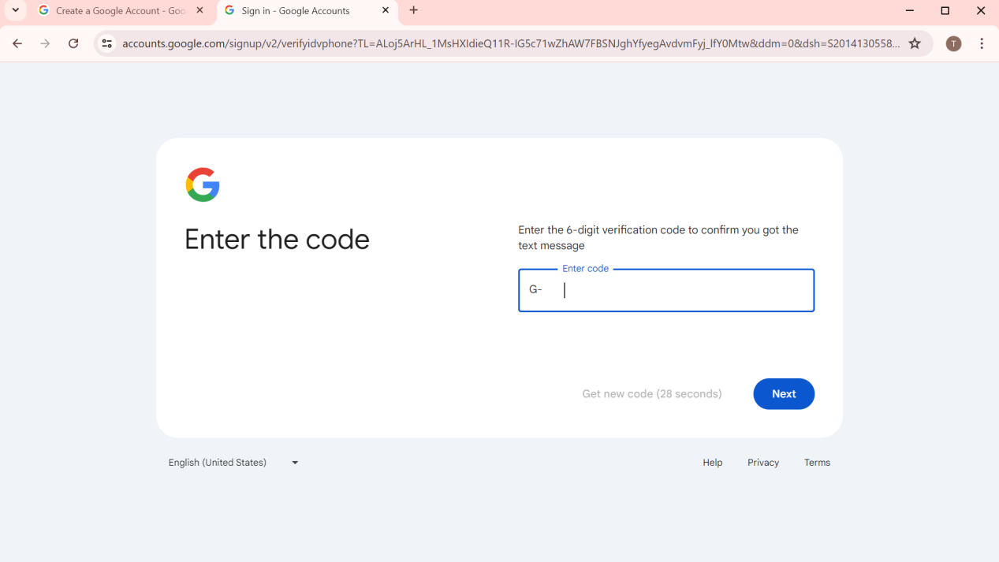 Create a Google Account - Goo
Sign in - Google Accounts
accounts.google.com/signup/v2/verifyidvphone?TL=ALoj5ArHL_1MsHXIdieQ11R-IG5c71wZhAW7FBSNJghYfyegAvdvmFyj_lfY0Mtw&ddm=0&dsh=S2014130558...
T
Enter the code
Enter the 6-digit verification code to confirm you got the
text message
Enter code
G-
Get new code (28 seconds)
Next
English (United States)
Help
Privacy
Terms